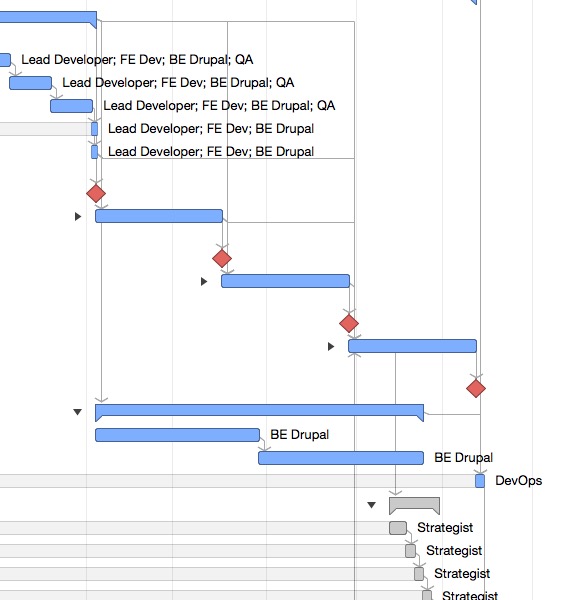 Lead Developer; FE Dev; BE Drupal; QA
Lead Developer; FE Dev; BE Drupal; QA
Lead Developer; FE Dev; BE Drupal; QA
Lead Developer; FE Dev; BE Drupal
Lead Developer; FE Dev; BE Drupal
BE Drupal
BE Drupal
DevOps
Strategist
Strategist
Strategist
Strategist